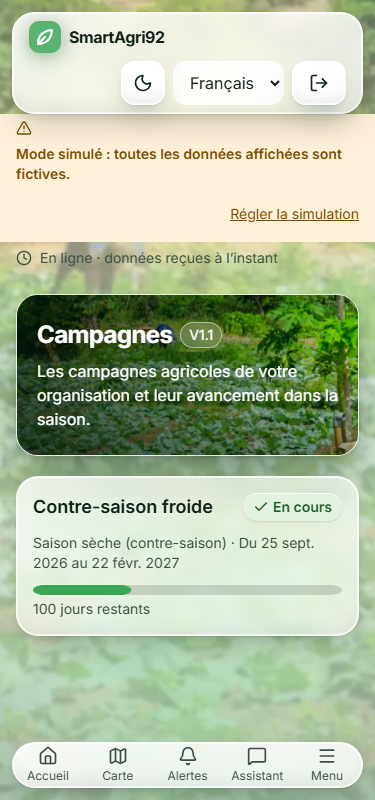 SmartAgri92
Français
Mode simulé : toutes les données affichées sont
fictives.
Régler la simulation
En ligne · données reçues à l’instant
Campagnes V1.1
Les campagnes agricoles de votre
organisation et leur avancement dans la
saison.
Contre-saison froide
En cours
Saison sèche (contre-saison) · Du 25 sept.
2026 au 22 févr. 2027
100 jours restants
Accueil Carte Alertes Assistant Menu